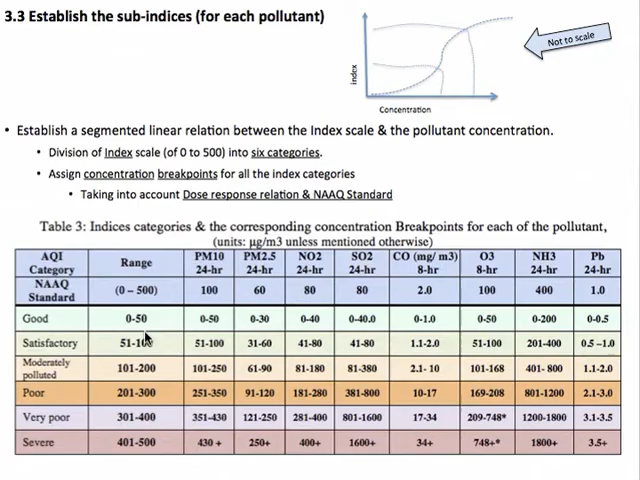 3.3 Establish the sub-indices (for each pollutant)
Not to scale
index
Concentration
• Establish a segmented linear relation between the Index scale & the pollutant concentration.
• Division of Index scale (of 0 to 500) into six categories.
• Assign concentration breakpoints for all the index categories
• Taking into account Dose response relation & NAAQ Standard
Table 3: Indices categories & the corresponding concentration Breakpoints for each of the pollutant,
(units: µg/m3 unless mentioned otherwise)
AQI Category Range PM10 24-hr PM2.5 24-hr NO2 24-hr SO2 24-hr CO (mg/ m3) 8-hr O3 8-hr NH3 24-hr Pb 24-hr
NAAQ Standard (0 – 500) 100 60 80 80 2.0 100 400 1.0
Good 0-50 0-50 0-30 0-40 0-40.0 0-1.0 0-50 0-200 0-0.5
Satisfactory 51-100 51-100 31-60 41-80 41-80 1.1-2.0 51-100 201-400 0.5 –1.0
Moderately polluted 101-200 101-250 61-90 81-180 81-380 2.1- 10 101-168 401- 800 1.1-2.0
Poor 201-300 251-350 91-120 181-280 381-800 10-17 169-208 801-1200 2.1-3.0
Very poor 301-400 351-430 121-250 281-400 801-1600 17-34 209-748* 1200-1800 3.1-3.5
Severe 401-500 430 + 250+ 400+ 1600+ 34+ 748+* 1800+ 3.5+